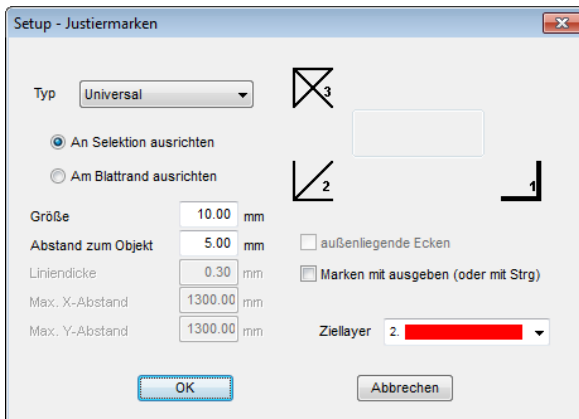 Setup - Justiermarken
Typ Universal
3
An Selektion ausrichten
Am Blattrand ausrichten
2 1
Größe 10.00 mm
Abstand zum Objekt 5.00 mm
außenliegende Ecken
Liniendicke 0.30 mm
Marken mit ausgeben (oder mit Strg)
Max. X-Abstand 1300.00 mm
Max. Y-Abstand 1300.00 mm
Ziellayer 2.
OK Abbrechen